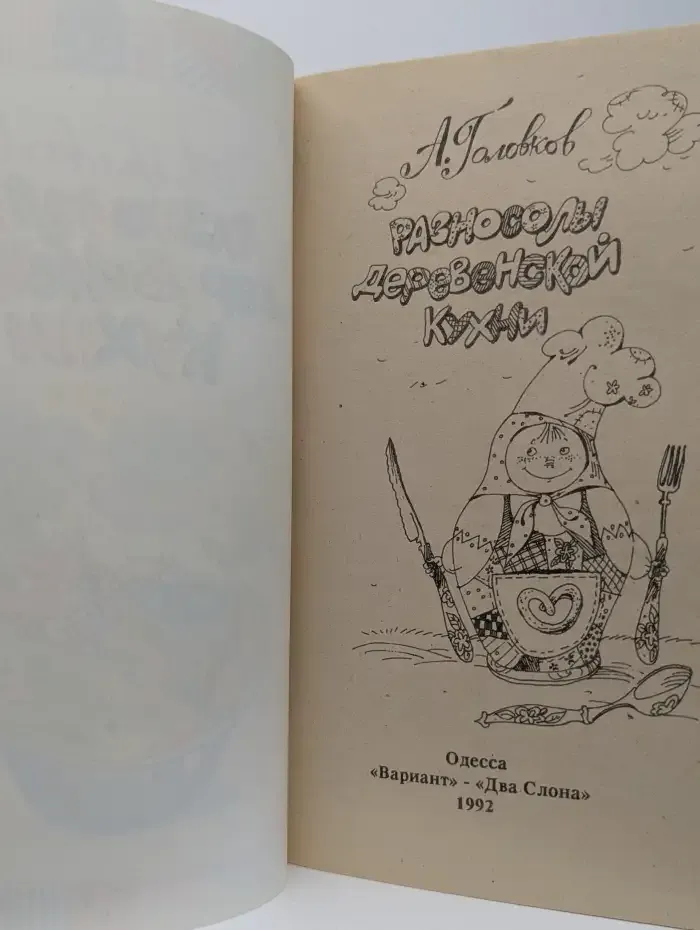 А. Головков
РАЗНОСОЛЫ
ДЕРЕВЕНСКОЙ
КУХНИ
Одесса
«Вариант» - «Два Слона»
1992